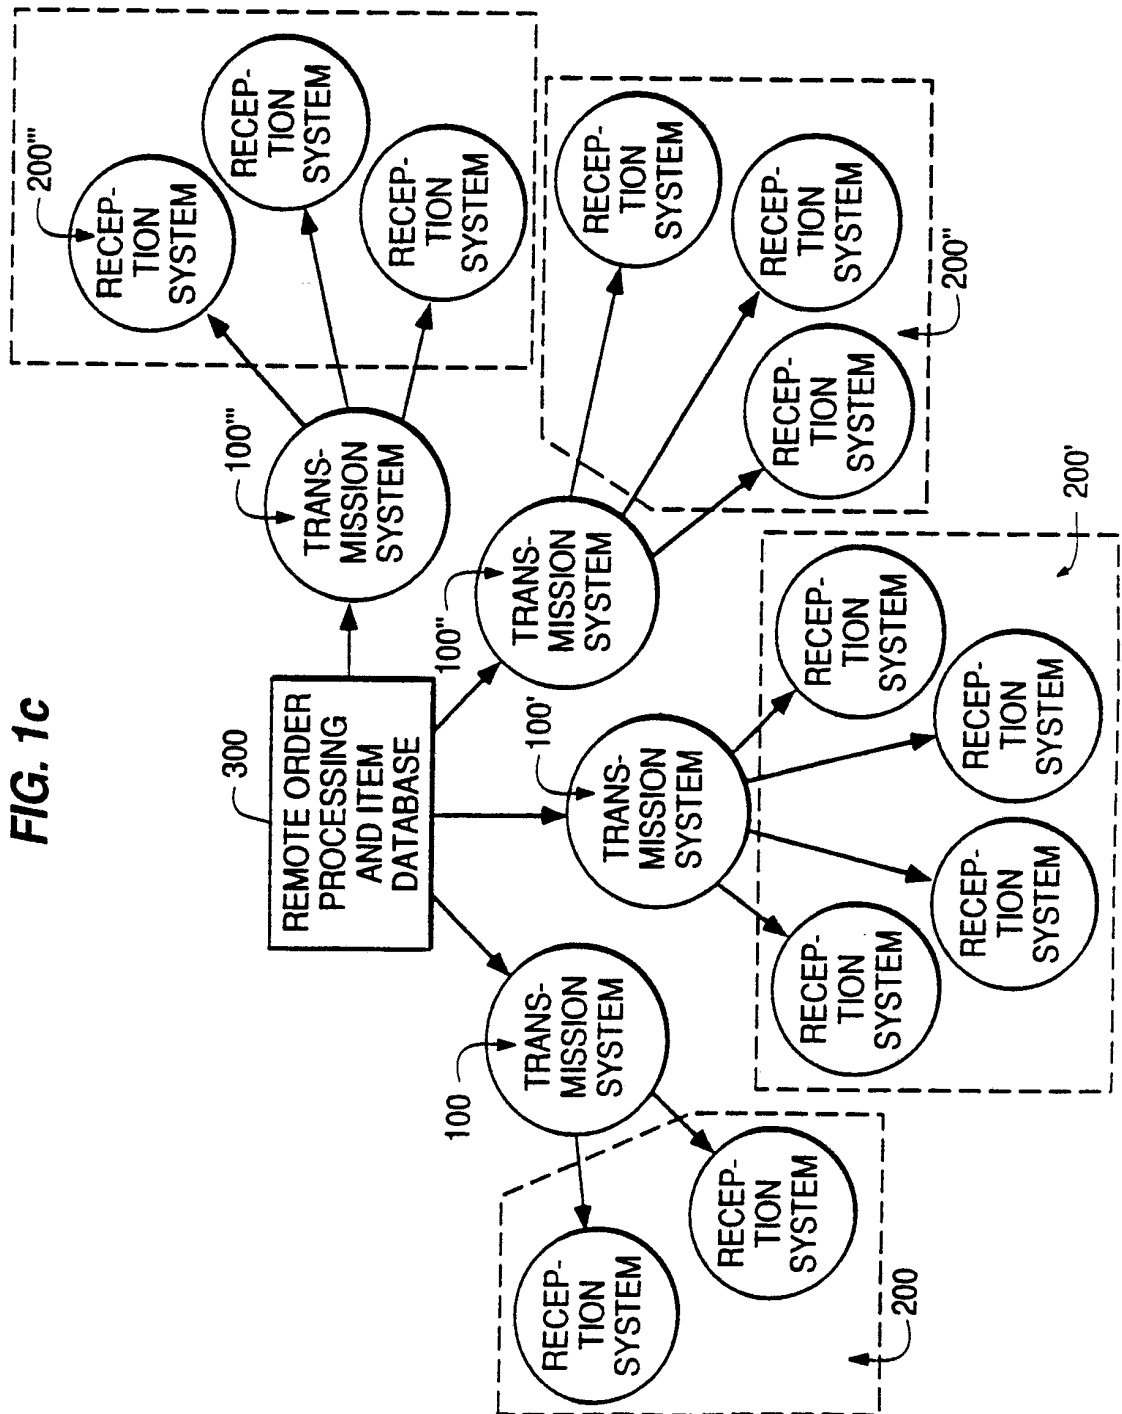 FIG. 1c
300
REMOTE ORDER
PROCESSING
AND ITEM
DATABASE
100
TRANS-
MISSION
SYSTEM
100'
TRANS-
MISSION
SYSTEM
100"
TRANS-
MISSION
SYSTEM
100'"
TRANS-
MISSION
SYSTEM
RECEP-
TION
SYSTEM
RECEP-
TION
SYSTEM
200
RECEP-
TION
SYSTEM
RECEP-
TION
SYSTEM
RECEP-
TION
SYSTEM
RECEP-
TION
SYSTEM
200'
RECEP-
TION
SYSTEM
RECEP-
TION
SYSTEM
RECEP-
TION
SYSTEM
200"
200'"
RECEP-
TION
SYSTEM
RECEP-
TION
SYSTEM
RECEP-
TION
SYSTEM